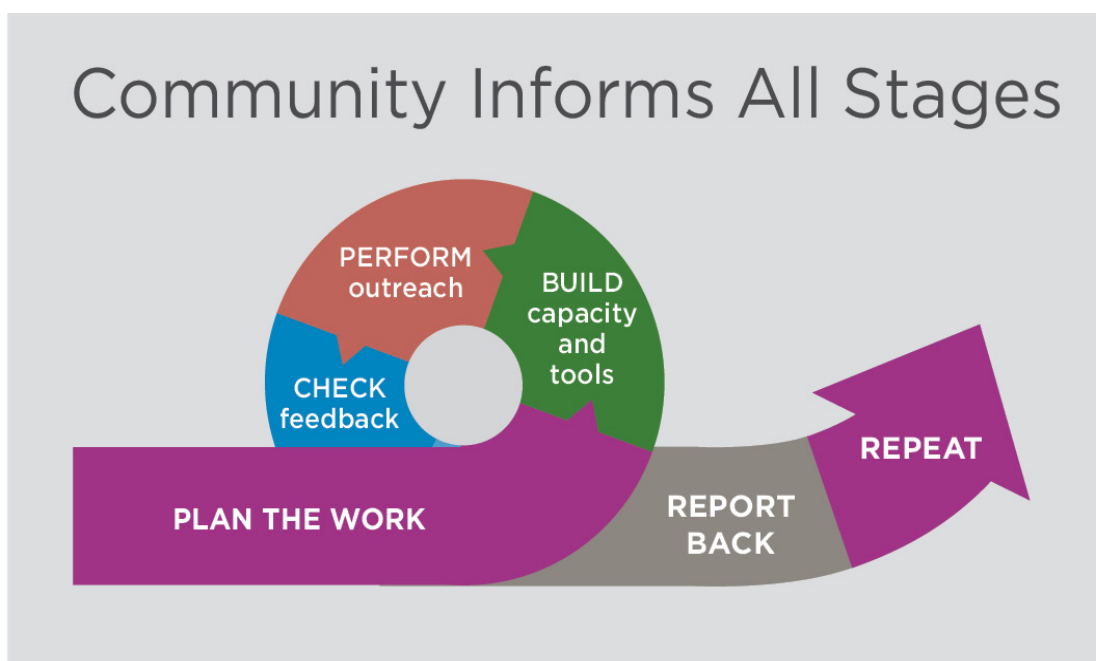 Community Informs All Stages
PERFORM
outreach
BUILD
capacity
and
tools
CHECK
feedback
PLAN THE WORK
REPORT
BACK
REPEAT